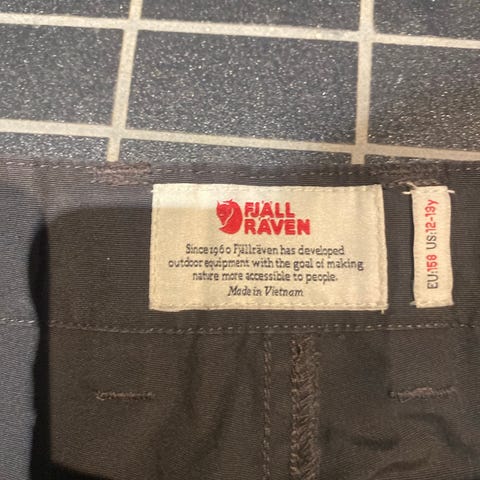 FJÄLL
RÄVEN
Since 1960 Fjällräven has developed
outdoor equipment with the goal of making
nature more accessible to people.
Made in Vietnam
EU:158 US:12-13y